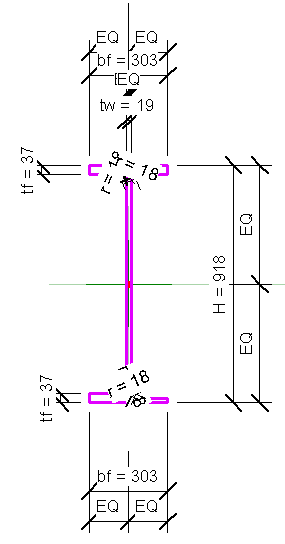 EQ EQ
bf = 303
EQ
tw = 19
tf = 37
r = 18
r = 18
EQ
H = 918
EQ
r = 18
tf = 37
bf = 303
EQ EQ